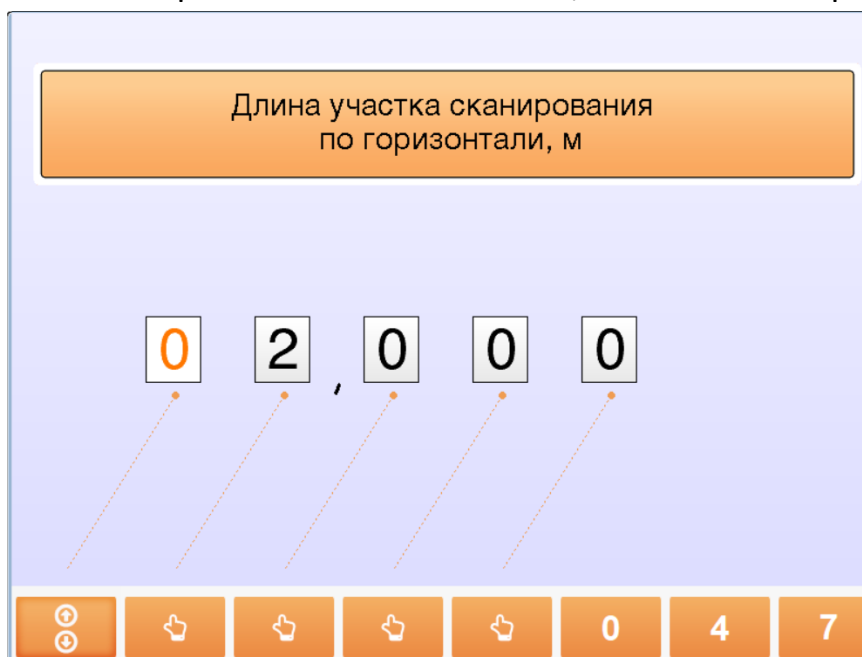 Длина участка сканирования
по горизонтали, м
0 2 , 0 0 0
0 4 7